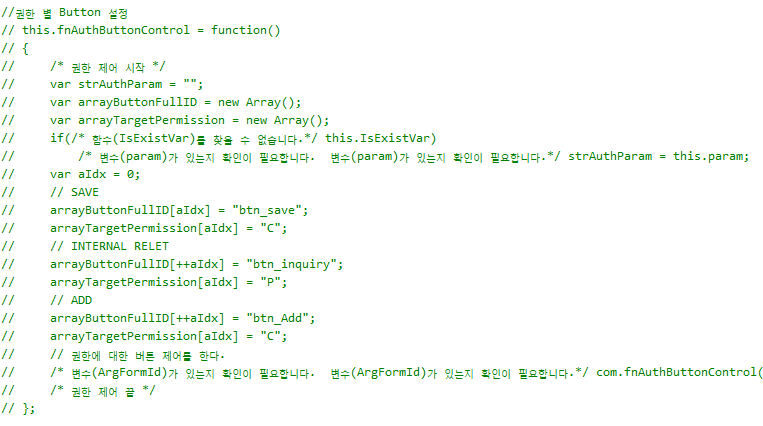 //권한 별 Button 설정
// this.fnAuthButtonControl = function()
// {
//     /* 권한 제어 시작 */
//     var strAuthParam = "";
//     var arrayButtonFullID = new Array();
//     var arrayTargetPermission = new Array();
//     if(/* 함수(IsExistVar)를 찾을 수 없습니다.*/ this.IsExistVar)
//         /* 변수(param)가 있는지 확인이 필요합니다.  변수(param)가 있는지 확인이 필요합니다.*/ strAuthParam = this.param;
//     var aIdx = 0;
//     // SAVE
//     arrayButtonFullID[aIdx] = "btn_save";
//     arrayTargetPermission[aIdx] = "C";
//     // INTERNAL RELET
//     arrayButtonFullID[++aIdx] = "btn_inquiry";
//     arrayTargetPermission[aIdx] = "P";
//     // ADD
//     arrayButtonFullID[++aIdx] = "btn_Add";
//     arrayTargetPermission[aIdx] = "C";
//     // 권한에 대한 버튼 제어를 한다.
//     /* 변수(ArgFormId)가 있는지 확인이 필요합니다.  변수(ArgFormId)가 있는지 확인이 필요합니다.*/ com.fnAuthButtonControl(
//     /* 권한 제어 끝 */
// };